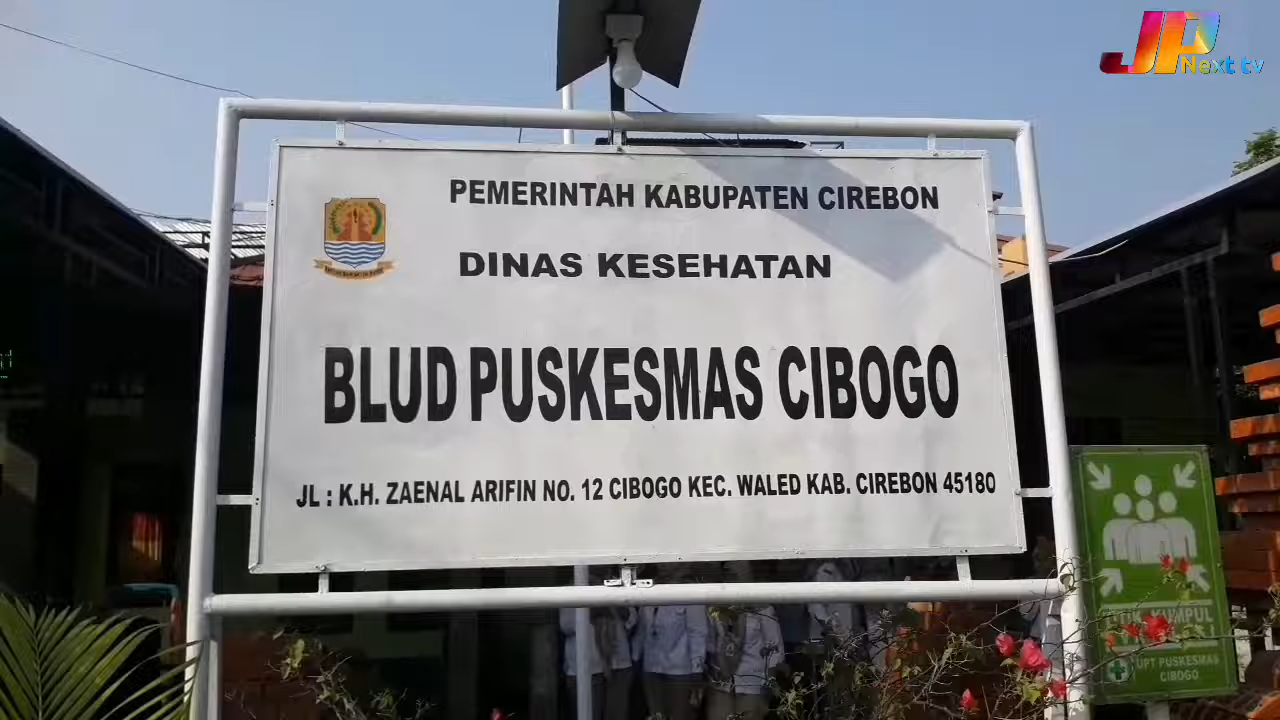 JP
Next tv
PEMERINTAH KABUPATEN CIREBON
DINAS KESEHATAN
BLUD PUSKESMAS CIBOGO
JL : K.H. ZAENAL ARIFIN NO. 12 CIBOGO KEC. WALED KAB. CIREBON 45180
KUMPUL
UPT PUSKESMAS
CIBOGO